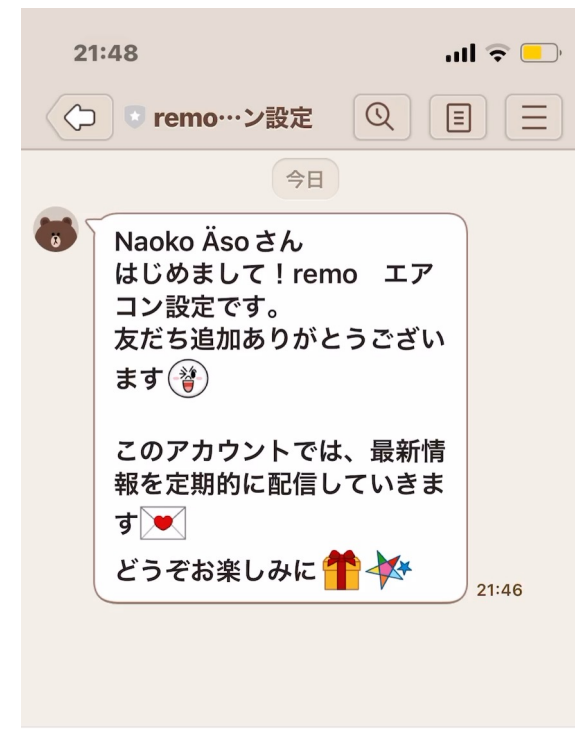 21:48
remo…ン設定
今日
Naoko Äsoさん
はじめまして！remo　エア
コン設定です。
友だち追加ありがとうござい
ます
このアカウントでは、最新情
報を定期的に配信していきま
す
どうぞお楽しみに
21:46